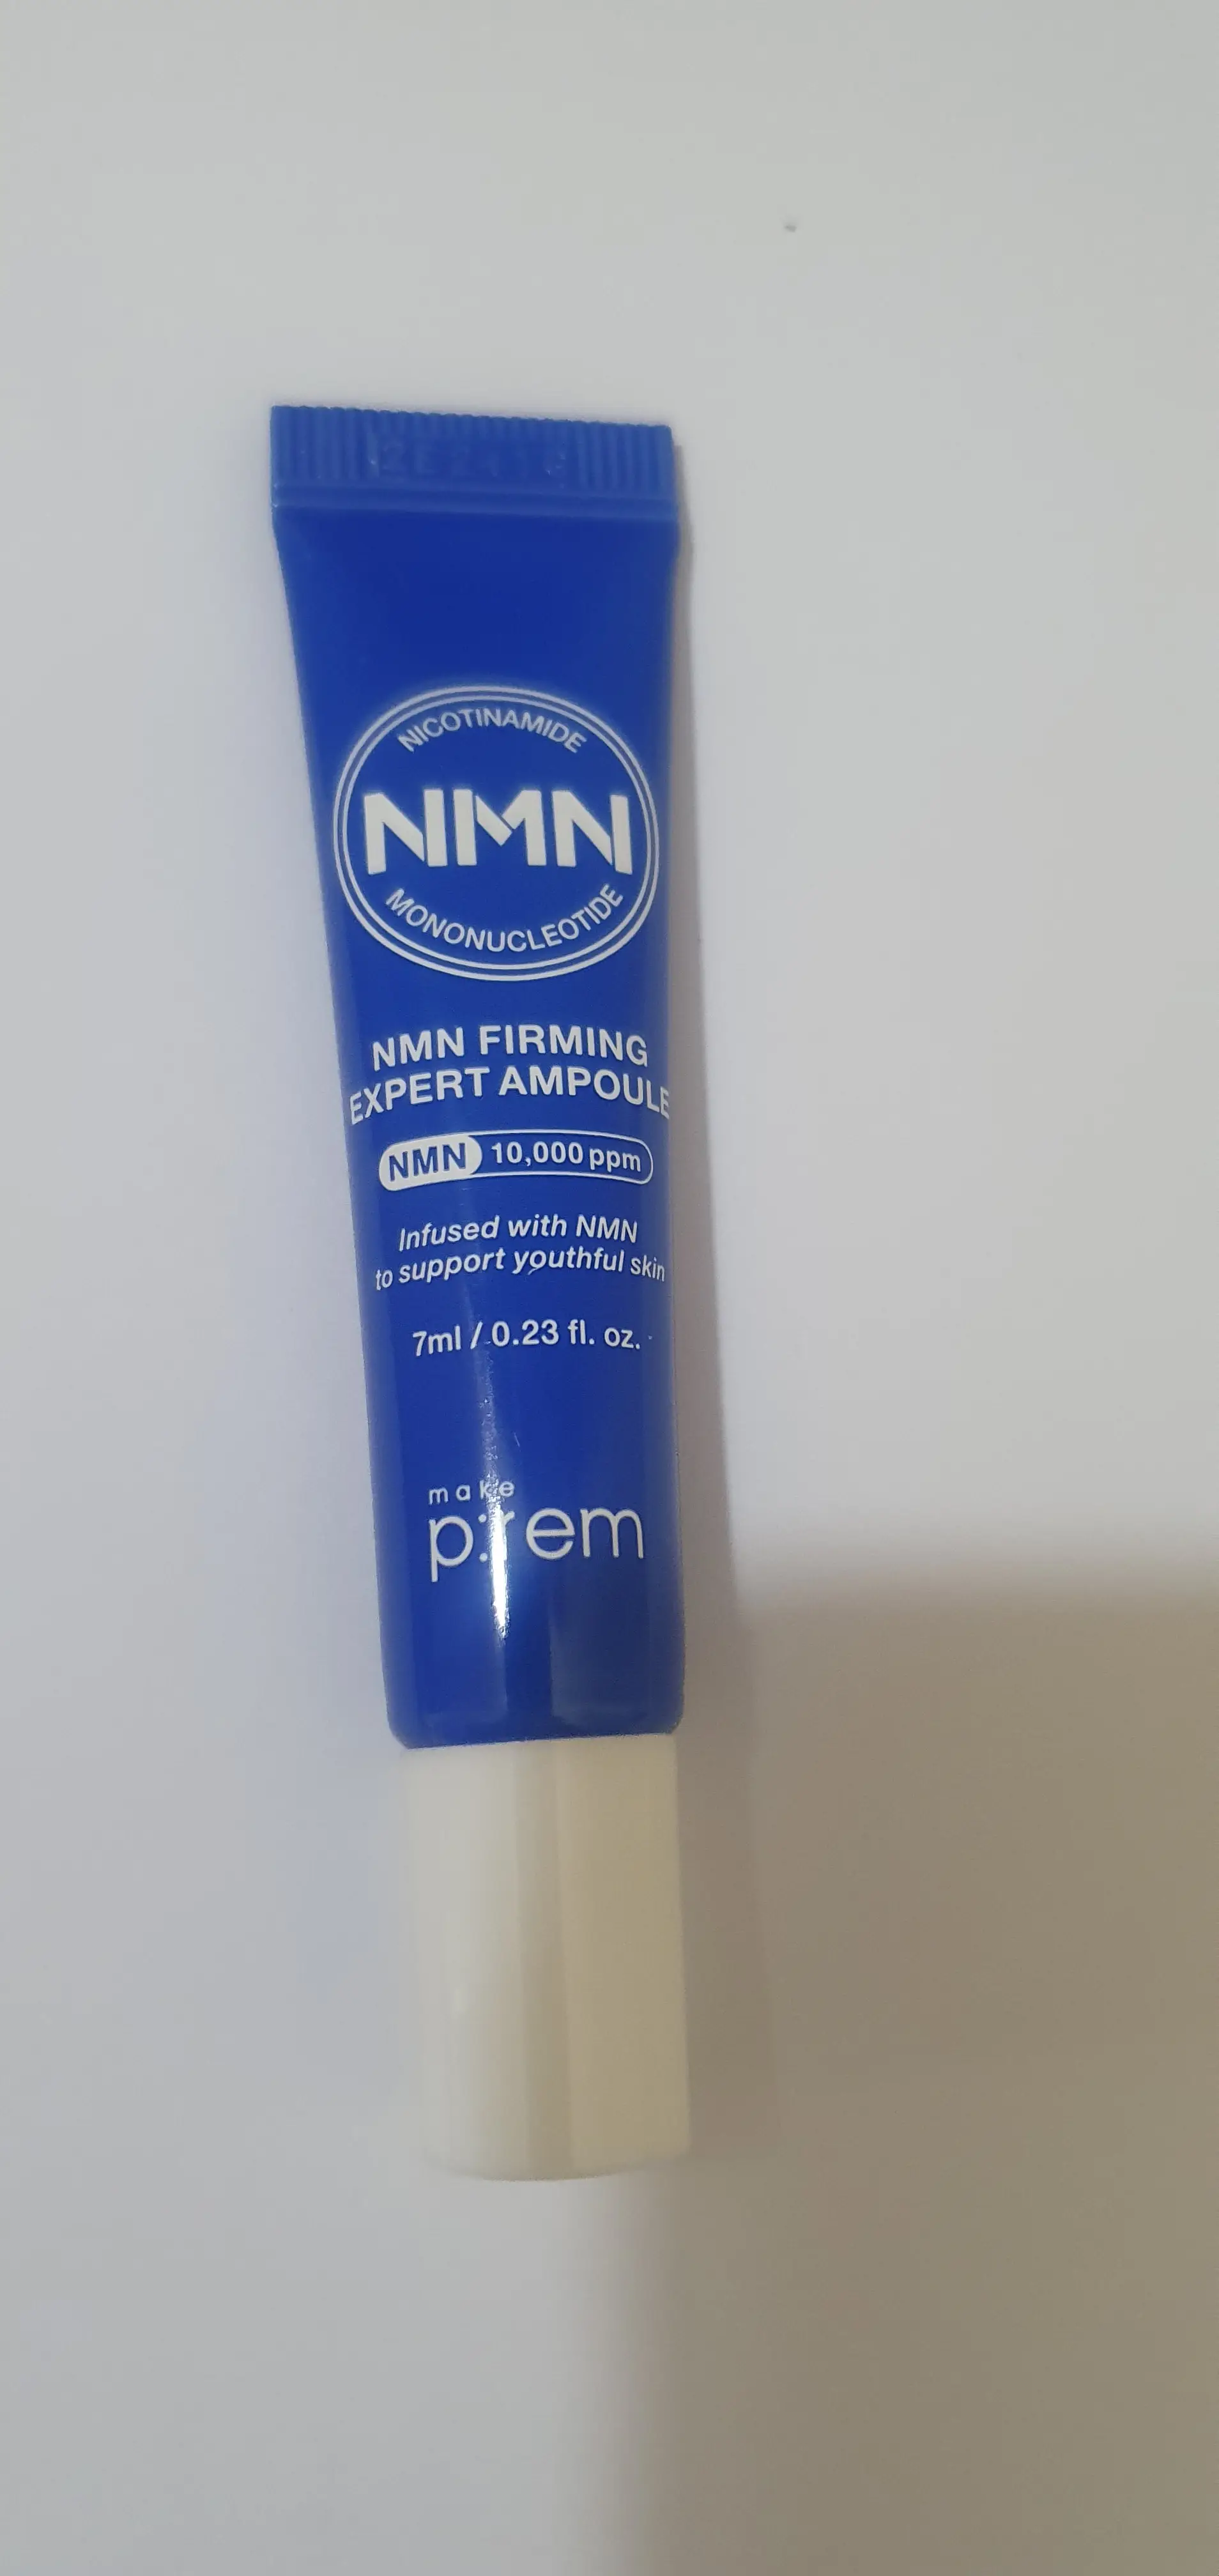 NICOTINAMIDE
NMN
MONONUCLEOTIDE
NMN FIRMING
EXPERT AMPOULE
NMN 10,000 ppm
Infused with NMN
to support youthful skin
7ml / 0.23 fl. oz.
make
p:rem